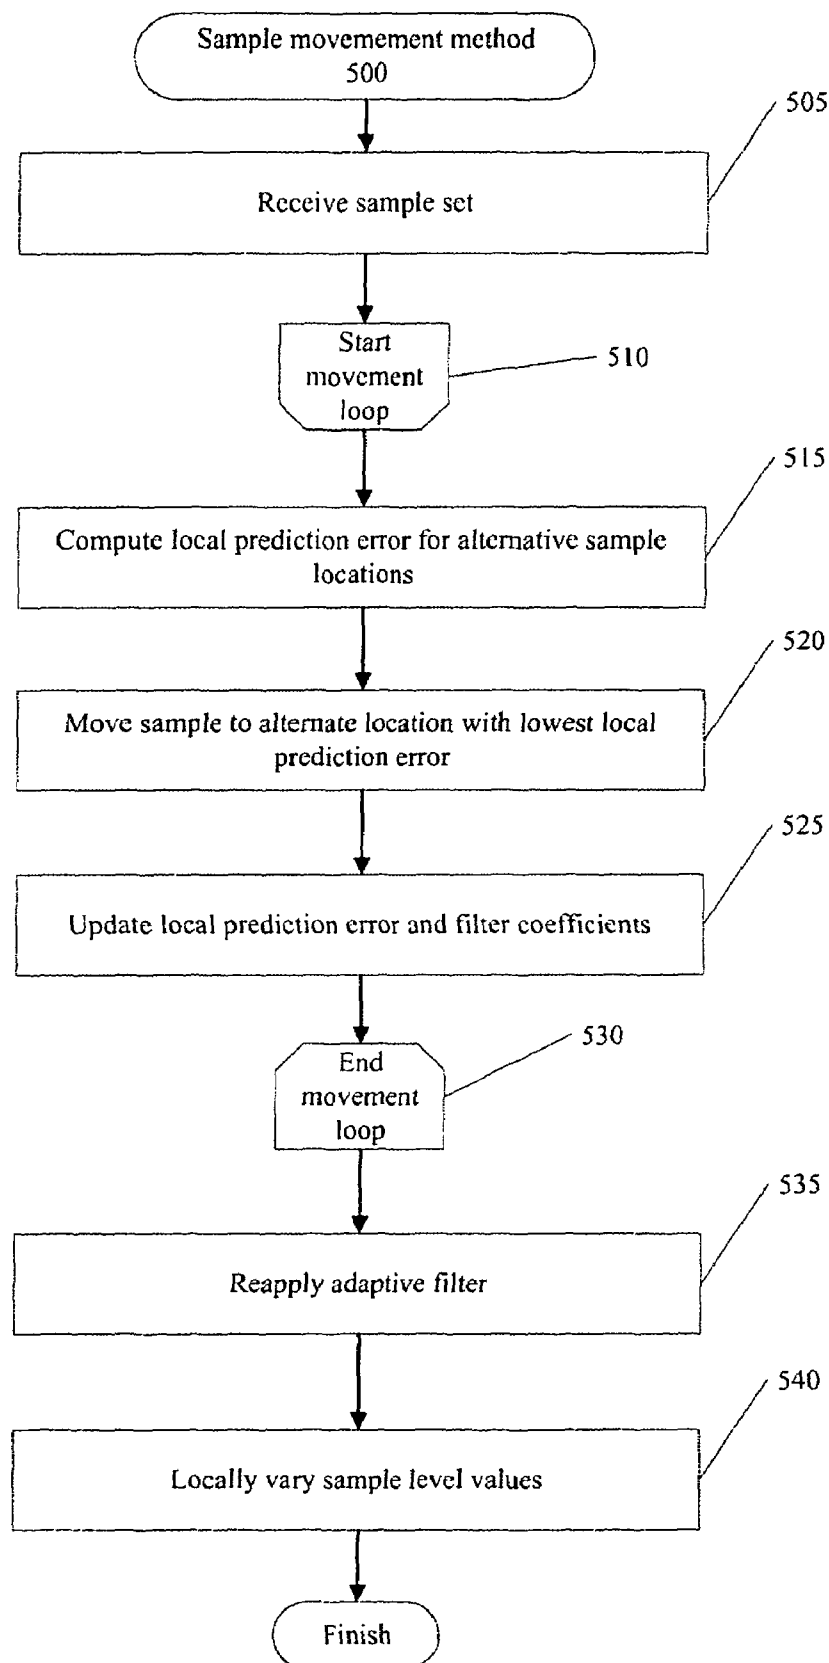 Sample movemement method
500
505
Receive sample set
Start
movement
loop
510
515
Compute local prediction error for alternative sample
locations
520
Move sample to alternate location with lowest local
prediction error
525
Update local prediction error and filter coefficients
530
End
movement
loop
535
Reapply adaptive filter
540
Locally vary sample level values
Finish